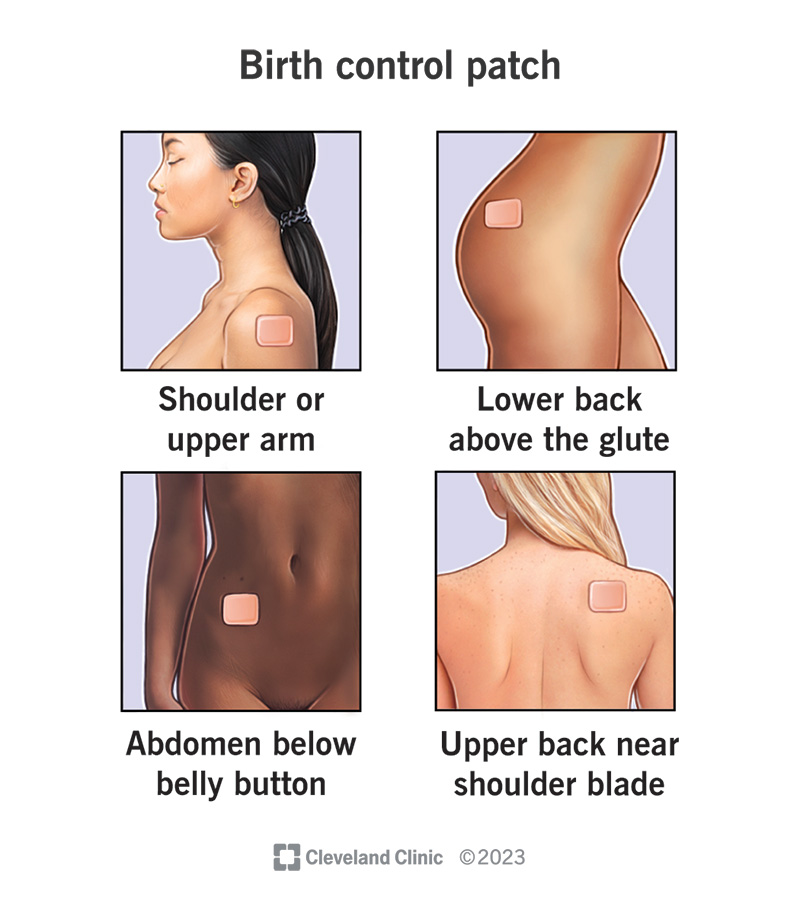 Birth control patch
Shoulder or
upper arm
Lower back
above the glute
Abdomen below
belly button
Upper back near
shoulder blade
Cleveland Clinic ©2023